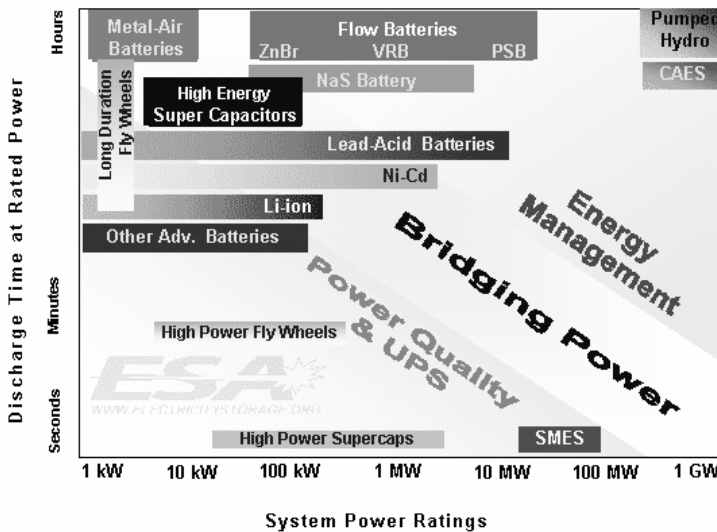 Metal-Air
Batteries
Flow Batteries
ZnBr VRB PSB
Pumped
Hydro
NaS Battery
CAES
High Energy
Super Capacitors
Long Duration
Fly Wheels
Lead-Acid Batteries
Ni-Cd
Li-ion
Other Adv. Batteries
Energy
Management
Bridging Power
Power Quality
& UPS
High Power Fly Wheels
ESA
WWW.ELECTRICITYSTORAGE.ORG
High Power Supercaps
SMES
Discharge Time at Rated Power
Hours
Minutes
Seconds
1 kW 10 kW 100 kW 1 MW 10 MW 100 MW 1 GW
System Power Ratings